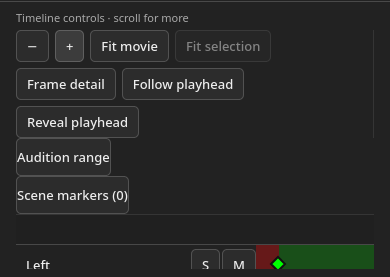 Timeline controls · scroll for more
− + Fit movie Fit selection
Frame detail Follow playhead
Reveal playhead
Audition range
Scene markers (0)
Left S M